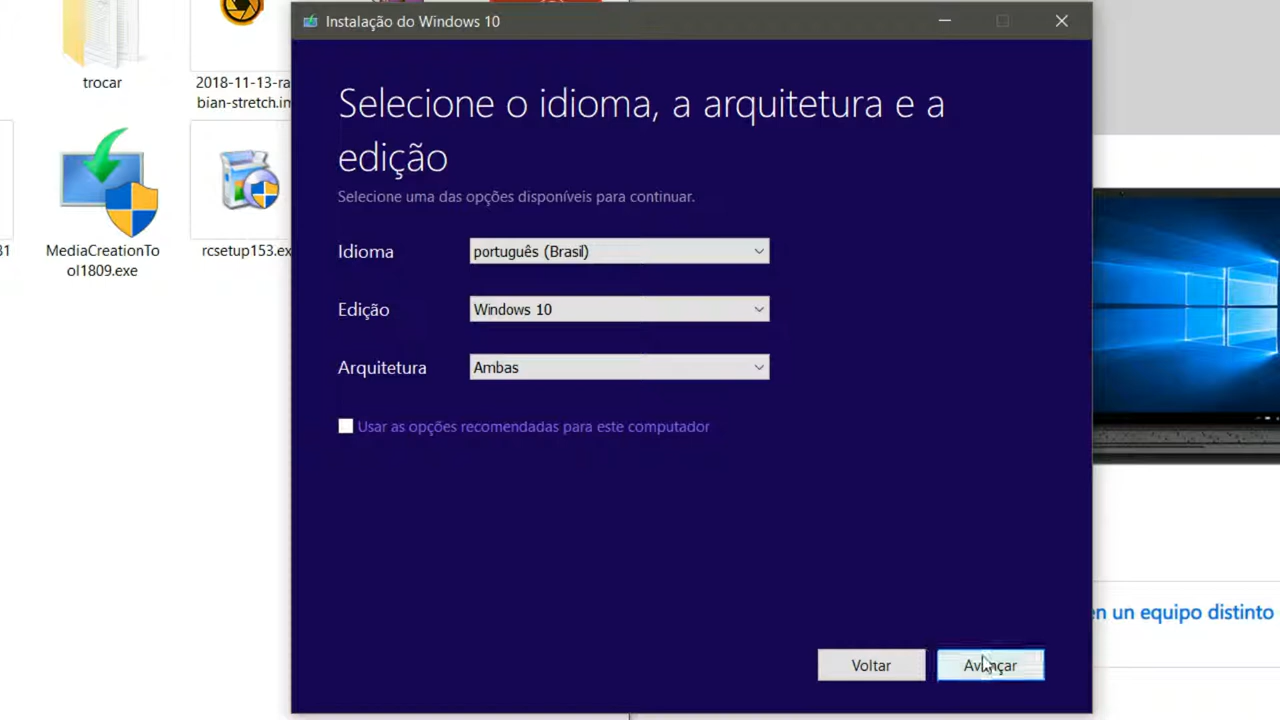 Instalação do Windows 10
trocar
2018-11-13-ra
bian-stretch.in
Selecione o idioma, a arquitetura e a
edição
Selecione uma das opções disponíveis para continuar.
31
MediaCreationTo
ol1809.exe
rcsetup153.ex
Idioma
português (Brasil)
Edição
Windows 10
Arquitetura
Ambas
Usar as opções recomendadas para este computador
en un equipo distinto
Voltar
Avançar